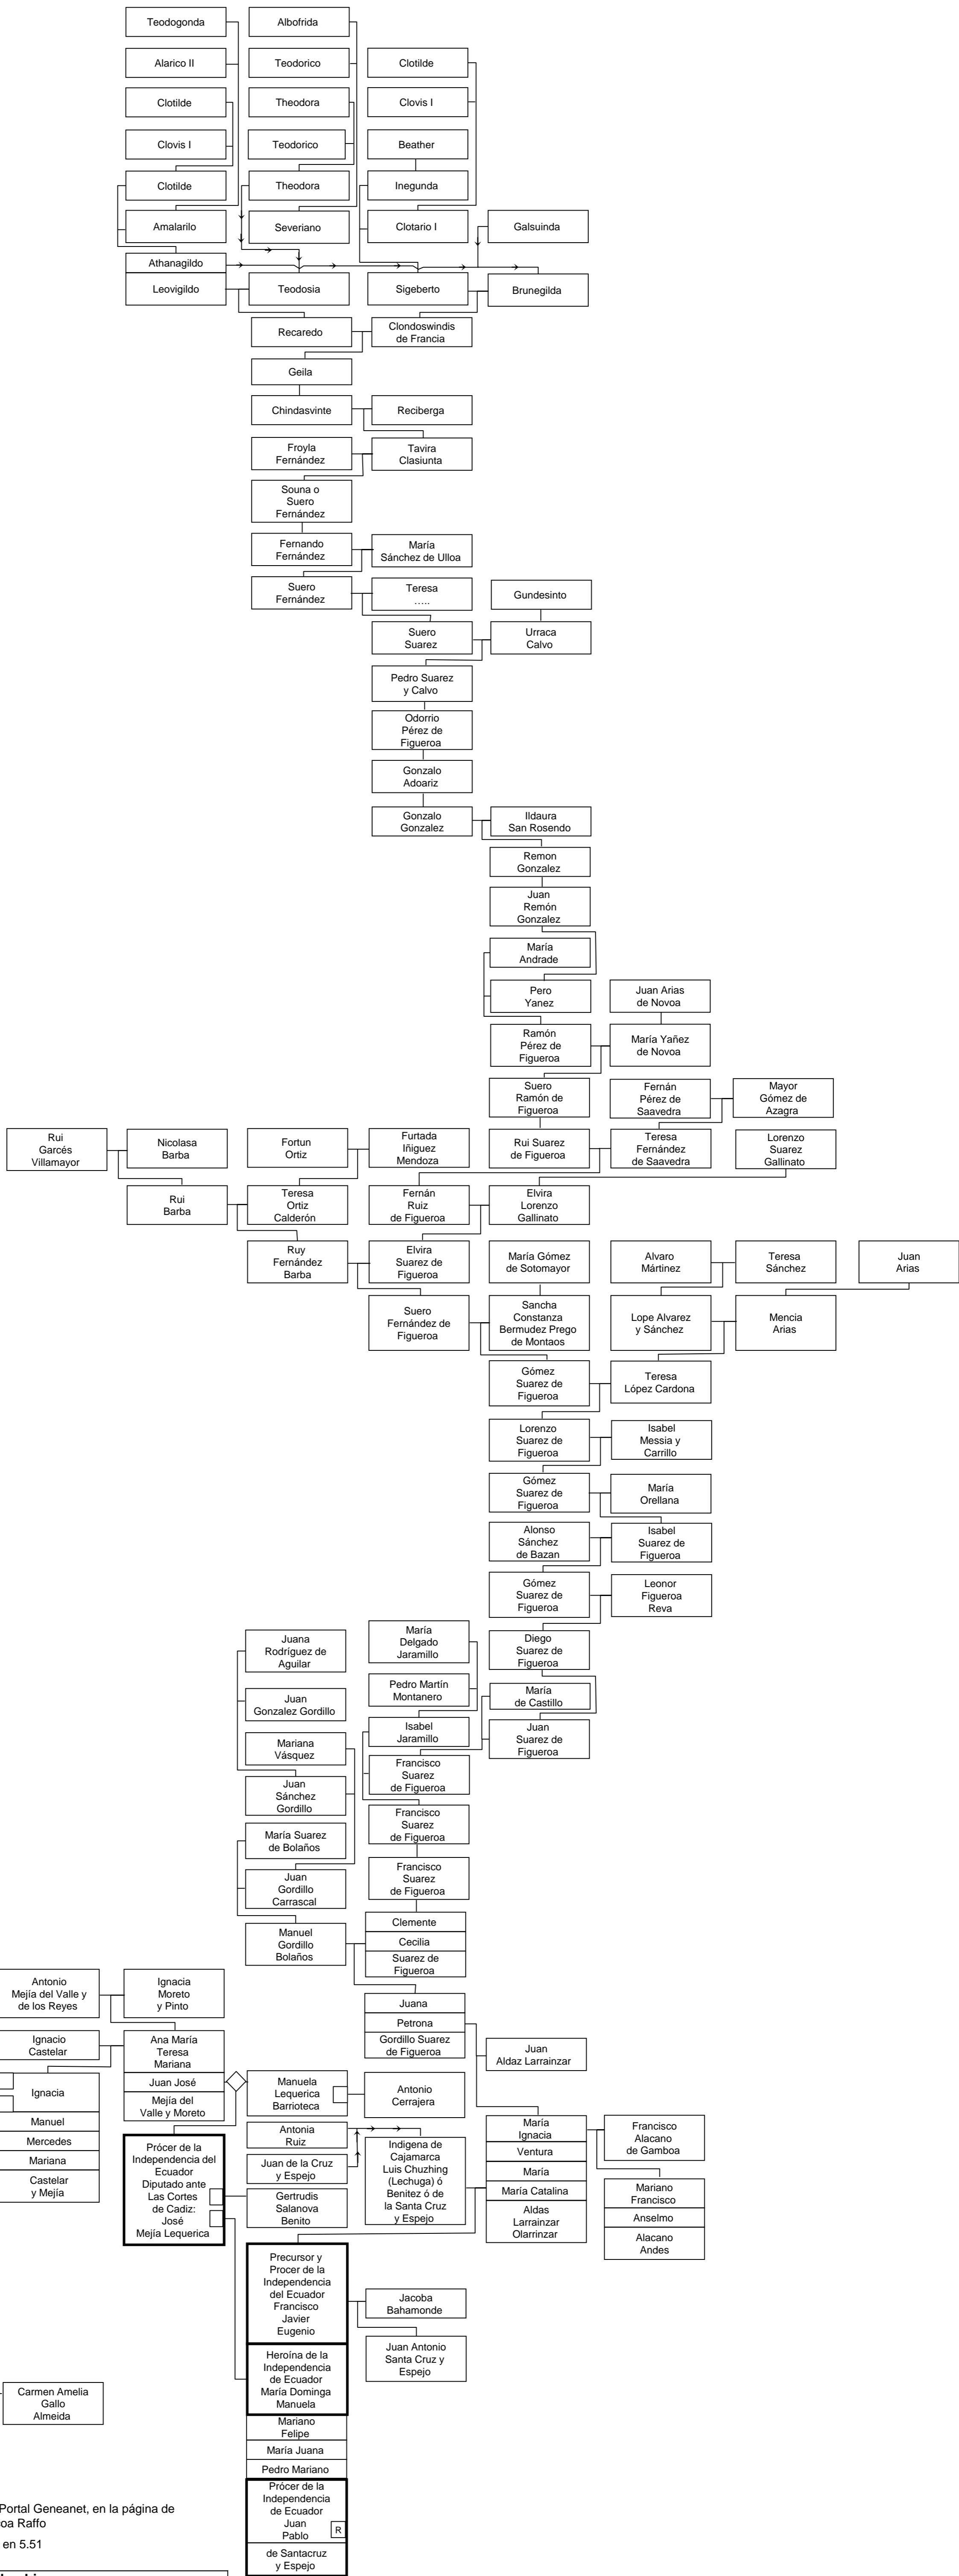 Teodogonda
Albofrida
Alarico II
Teodorico
Clotilde
Clotilde
Theodora
Clovis I
Clovis I
Teodorico
Beather
Clotilde
Theodora
Inegunda
Amalarilo
Severiano
Clotario I
Galsuinda
Athanagildo
Leovigildo
Teodosia
Sigeberto
Brunegilda
Recaredo
Clondoswindis
de Francia
Geila
Chindasvinte
Reciberga
Froyla
Fernández
Tavira
Clasiunta
Souna o
Suero
Fernández
Fernando
Fernández
María
Sánchez de Ulloa
Suero
Fernández
Teresa
…..
Gundesinto
Suero
Suarez
Urraca
Calvo
Pedro Suarez
y Calvo
Odorrio
Pérez de
Figueroa
Gonzalo
Adoariz
Gonzalo
Gonzalez
Ildaura
San Rosendo
Remon
Gonzalez
Juan
Remón
Gonzalez
María
Andrade
Pero
Yanez
Juan Arias
de Novoa
Ramón
Pérez de
Figueroa
María Yañez
de Novoa
Suero
Ramón de
Figueroa
Fernán
Pérez de
Saavedra
Mayor
Gómez de
Azagra
Rui
Garcés
Villamayor
Nicolasa
Barba
Fortun
Ortiz
Furtada
Iñiguez
Mendoza
Rui Suarez
de Figueroa
Teresa
Fernández
de Saavedra
Lorenzo
Suarez
Gallinato
Rui
Barba
Teresa
Ortiz
Calderón
Fernán
Ruiz
de Figueroa
Elvira
Lorenzo
Gallinato
Ruy
Fernández
Barba
Elvira
Suarez de
Figueroa
María Gómez
de Sotomayor
Alvaro
Mártinez
Teresa
Sánchez
Juan
Arias
Suero
Fernández de
Figueroa
Sancha
Constanza
Bermudez Prego
de Montaos
Lope Alvarez
y Sánchez
Mencia
Arias
Gómez
Suarez de
Figueroa
Teresa
López Cardona
Lorenzo
Suarez de
Figueroa
Isabel
Messia y
Carrillo
Gómez
Suarez de
Figueroa
María
Orellana
Alonso
Sánchez
de Bazan
Isabel
Suarez de
Figueroa
Gómez
Suarez de
Figueroa
Leonor
Figueroa
Reva
Juana
Rodríguez de
Aguilar
María
Delgado
Jaramillo
Diego
Suarez de
Figueroa
Juan
Gonzalez Gordillo
Pedro Martín
Montanero
María
de Castillo
Mariana
Vásquez
Isabel
Jaramillo
Juan
Suarez de
Figueroa
Juan
Sánchez
Gordillo
Francisco
Suarez
de Figueroa
María Suarez
de Bolaños
Francisco
Suarez
de Figueroa
Juan
Gordillo
Carrascal
Francisco
Suarez
de Figueroa
Manuel
Gordillo
Bolaños
Clemente
Cecilia
Suarez de
Figueroa
Antonio
Mejía del Valle y
de los Reyes
Ignacia
Moreto
y Pinto
Juana
Petrona
Gordillo Suarez
de Figueroa
Ignacio
Castelar
Ana María
Teresa
Mariana
Juan José
Mejía del
Valle y Moreto
Juan
Aldaz Larrainzar
Ignacia
Manuel
Mercedes
Mariana
Castelar
y Mejía
Manuela
Lequerica
Barrioteca
Antonio
Cerrajera
Antonia
Ruiz
Juan de la Cruz
y Espejo
Gertrudis
Salanova
Benito
Indigena de
Cajamarca
Luis Chuzhing
(Lechuga) ó
Benitez ó de
la Santa Cruz
y Espejo
María
Ignacia
Ventura
María
María Catalina
Aldas
Larrainzar
Olarrinzar
Francisco
Alacano
de Gamboa
Mariano
Francisco
Anselmo
Alacano
Andes
Prócer de la
Independencia del
Ecuador
Diputado ante
Las Cortes
de Cadiz:
José
Mejía Lequerica
Precursor y
Procer de la
Independencia
del Ecuador
Francisco
Javier
Eugenio
Jacoba
Bahamonde
Juan Antonio
Santa Cruz y
Espejo
Heroína de la
Independencia
de Ecuador
María Dominga
Manuela
Carmen Amelia
Gallo
Almeida
Mariano
Felipe
María Juana
Pedro Mariano
Prócer de la
Independencia
de Ecuador
Juan
Pablo
R
de Santacruz
y Espejo
Portal Geneanet, en la página de
oa Raffo
en 5.51